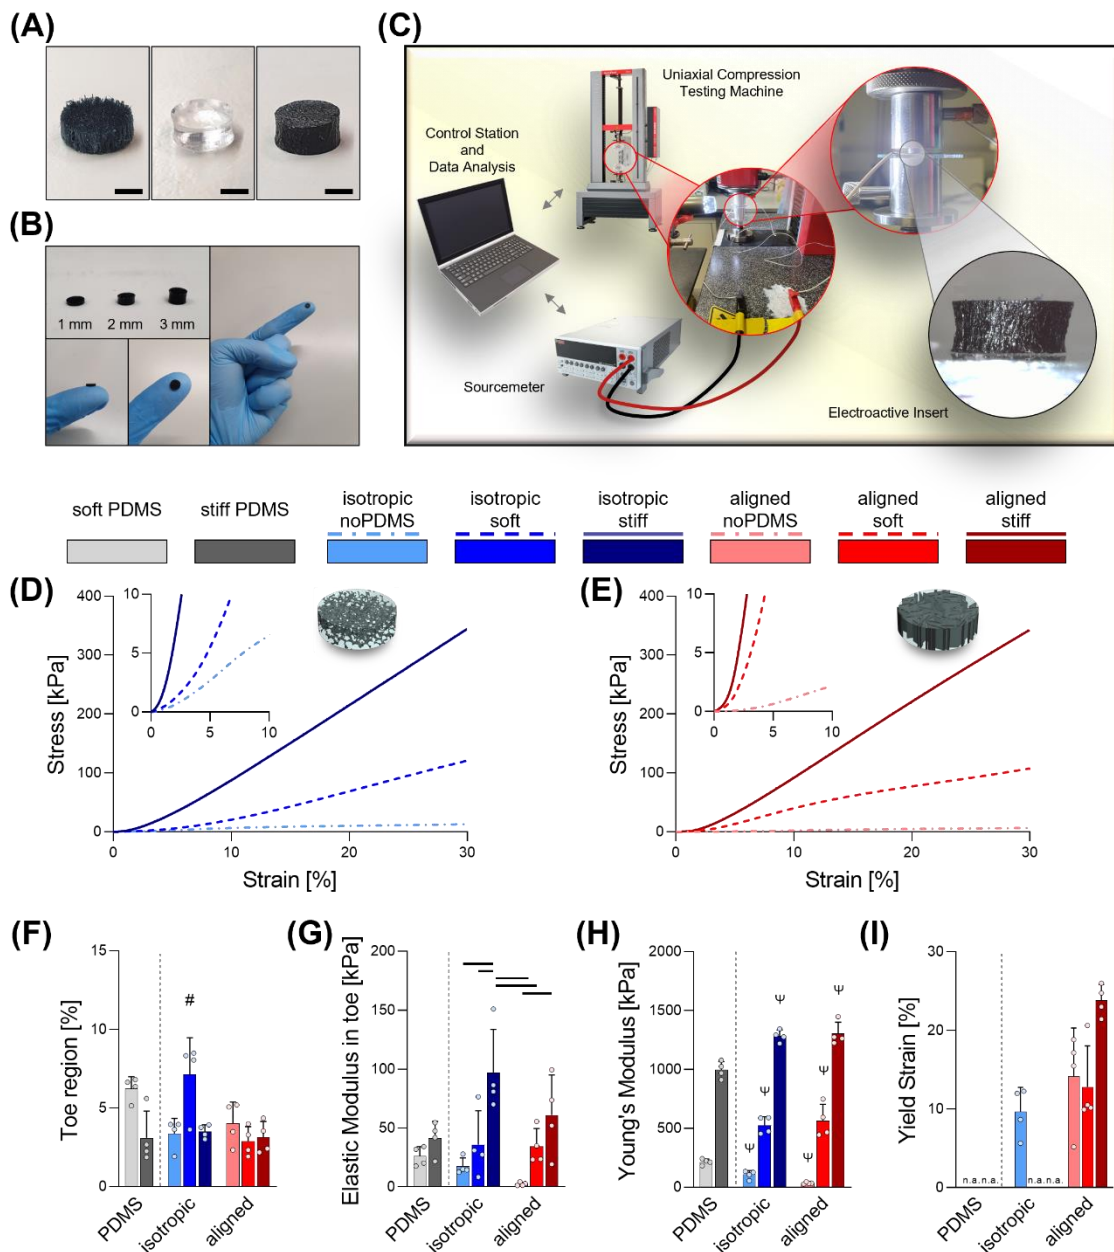 (A)
(B)
1 mm 2 mm 3 mm
(C)
Uniaxial Compression
Testing Machine
Control Station
and
Data Analysis
Sourcemeter
Electroactive Insert
soft PDMS
stiff PDMS
isotropic
noPDMS
isotropic
soft
isotropic
stiff
aligned
noPDMS
aligned
soft
aligned
stiff
(D)
Stress [kPa]
400
300
200
100
0
0 10 20 30
Strain [%]
10
5
0
0 5 10
(E)
Stress [kPa]
400
300
200
100
0
0 10 20 30
Strain [%]
10
5
0
0 5 10
(F)
Toe region [%]
15
10
5
0
#
PDMS
isotropic
aligned
(G)
Elastic Modulus in toe [kPa]
200
150
100
50
0
PDMS
isotropic
aligned
(H)
Young's Modulus [kPa]
2000
1500
1000
500
0
Ψ Ψ Ψ Ψ Ψ Ψ
PDMS
isotropic
aligned
(I)
Yield Strain [%]
30
20
10
0
n.a. n.a. n.a. n.a.
PDMS
isotropic
aligned